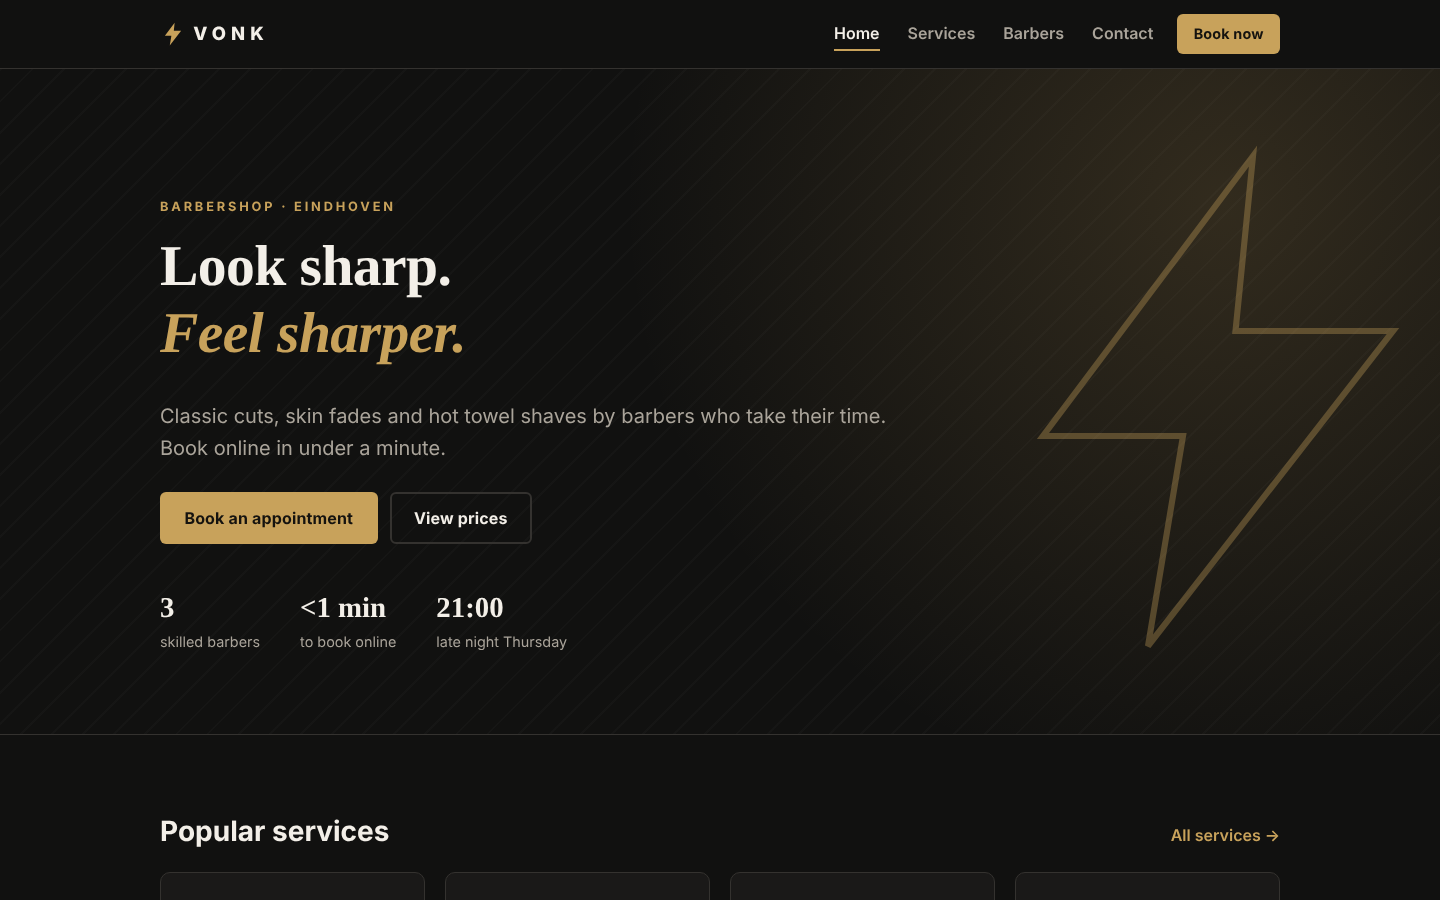 VONK
Home Services Barbers Contact Book now
BARBERSHOP · EINDHOVEN
Look sharp.
Feel sharper.
Classic cuts, skin fades and hot towel shaves by barbers who take their time.
Book online in under a minute.
Book an appointment View prices
3 <1 min 21:00
skilled barbers to book online late night Thursday
Popular services
All services →